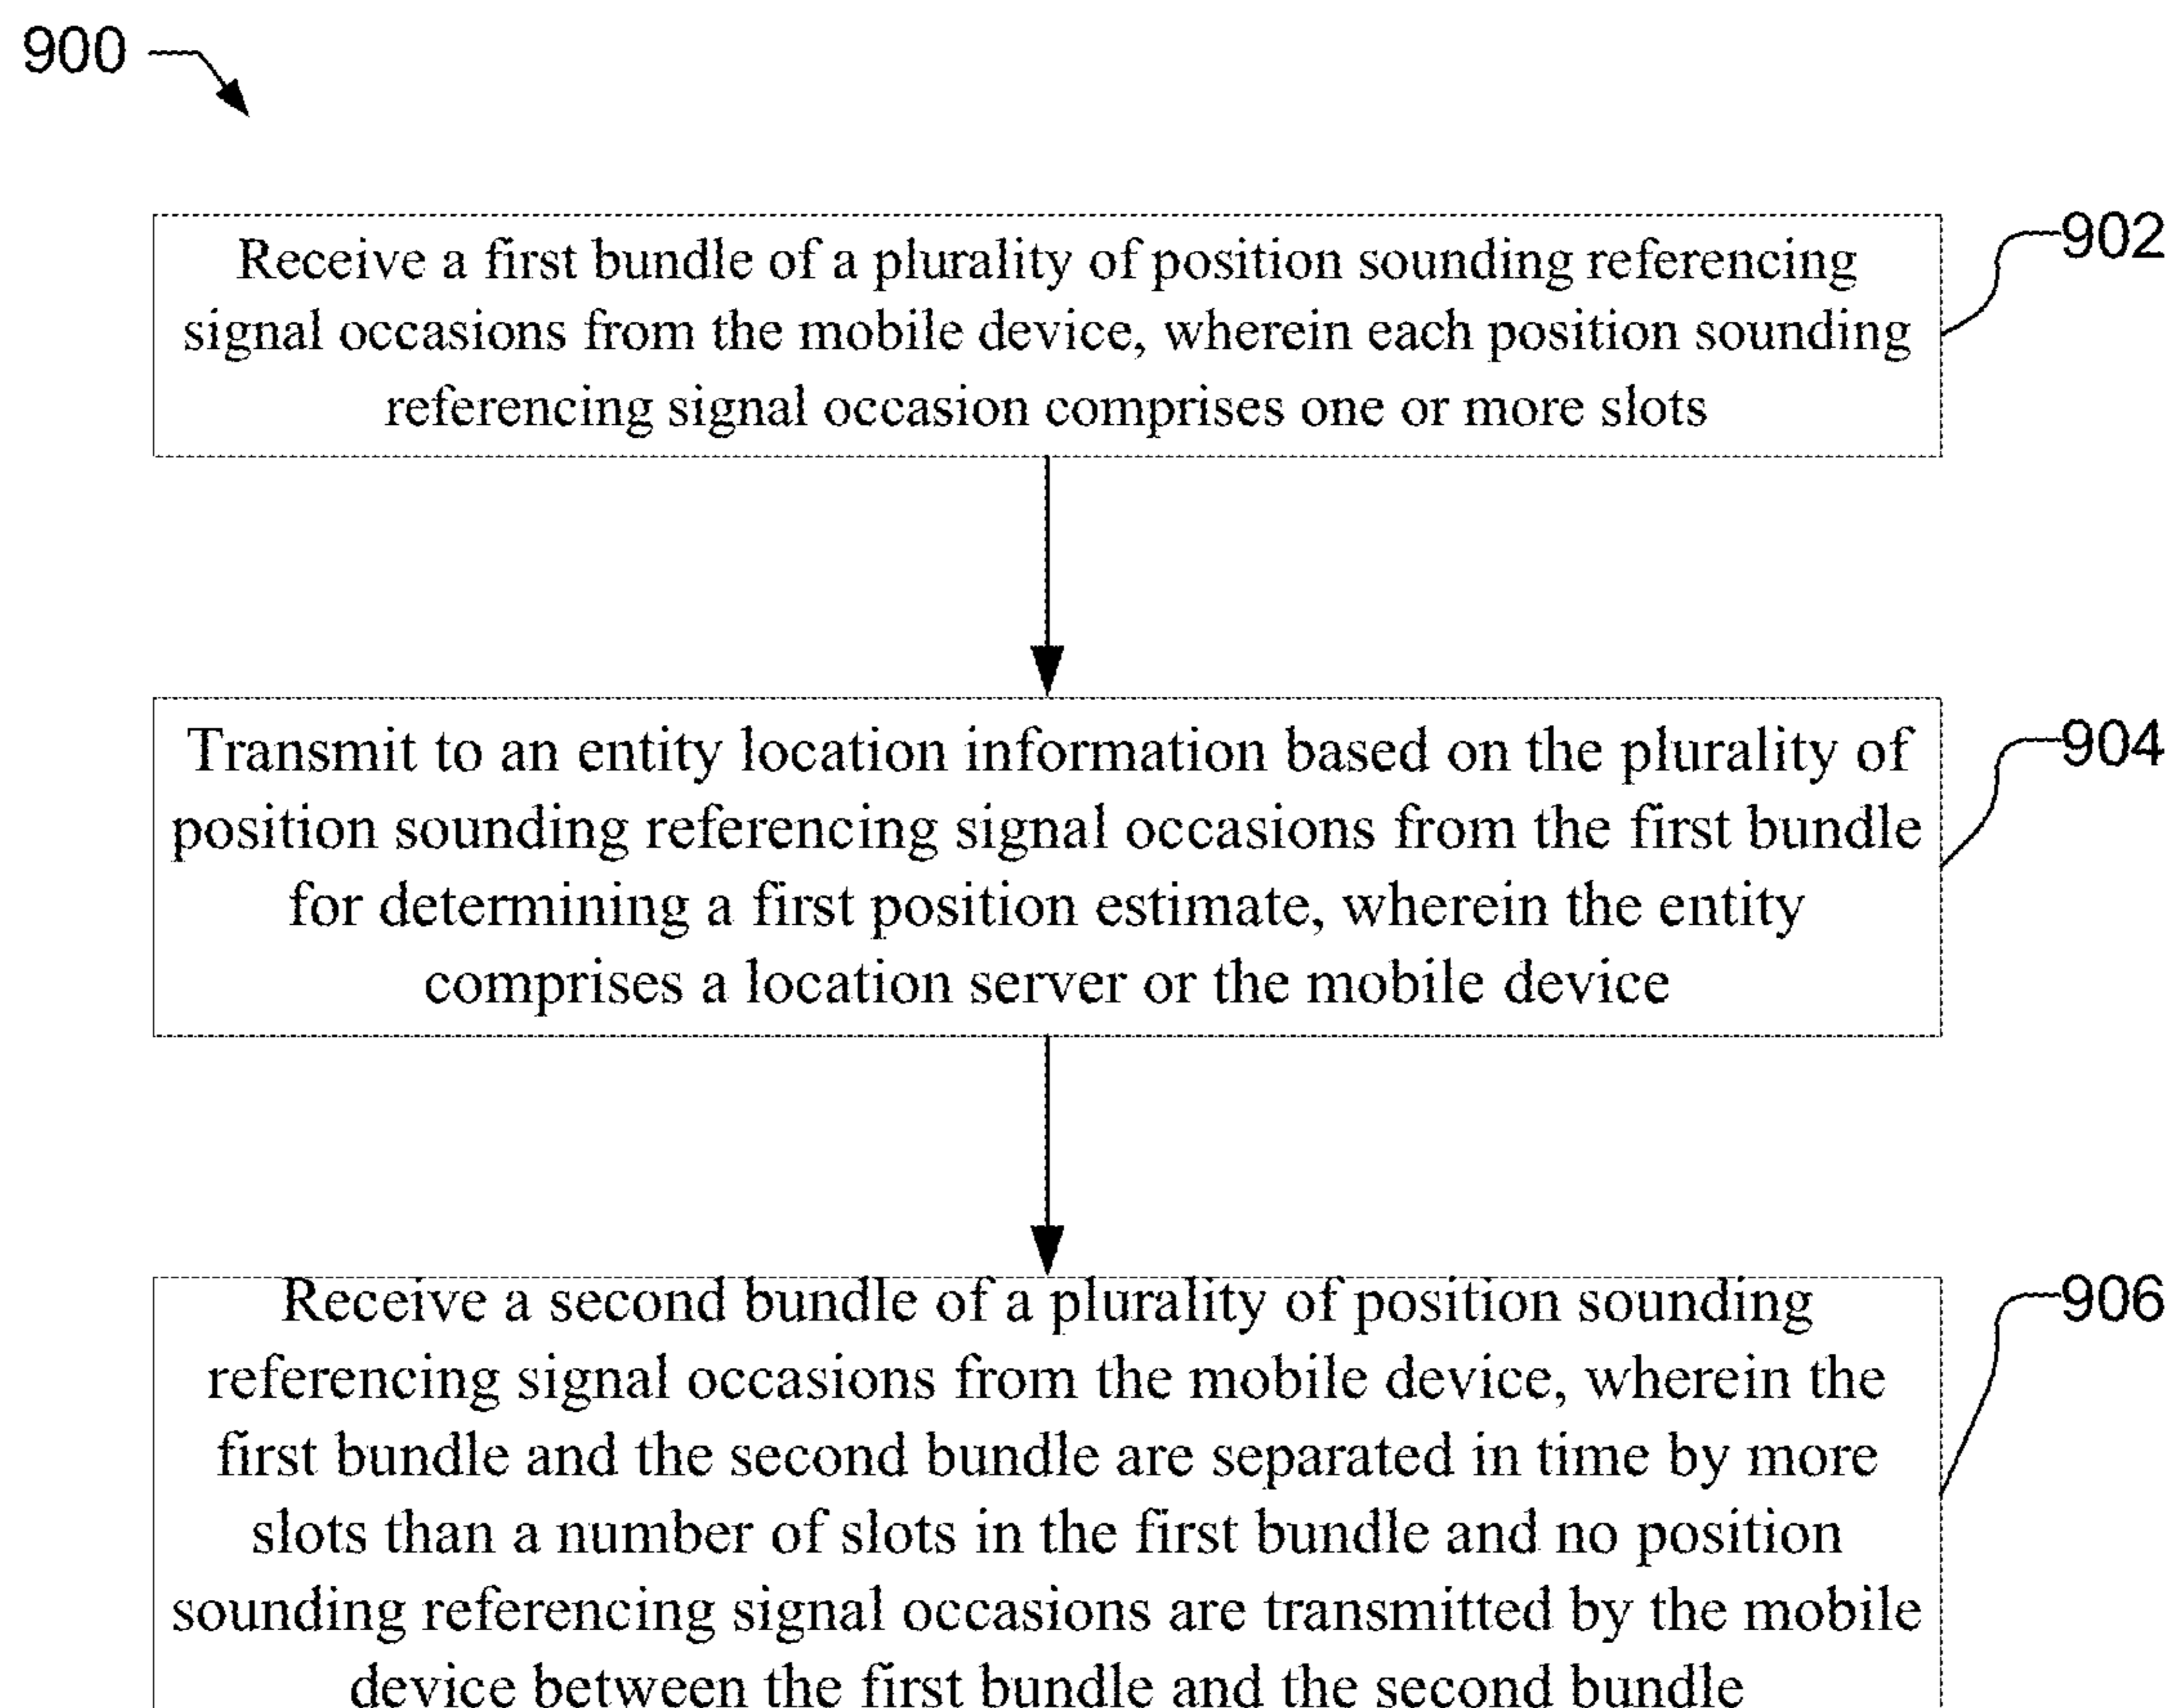 900
Receive a first bundle of a plurality of position sounding referencing
signal occasions from the mobile device, wherein each position sounding
referencing signal occasion comprises one or more slots
902
Transmit to an entity location information based on the plurality of
position sounding referencing signal occasions from the first bundle
for determining a first position estimate, wherein the entity
comprises a location server or the mobile device
904
Receive a second bundle of a plurality of position sounding
referencing signal occasions from the mobile device, wherein the
first bundle and the second bundle are separated in time by more
slots than a number of slots in the first bundle and no position
sounding referencing signal occasions are transmitted by the mobile
device between the first bundle and the second bundle
906